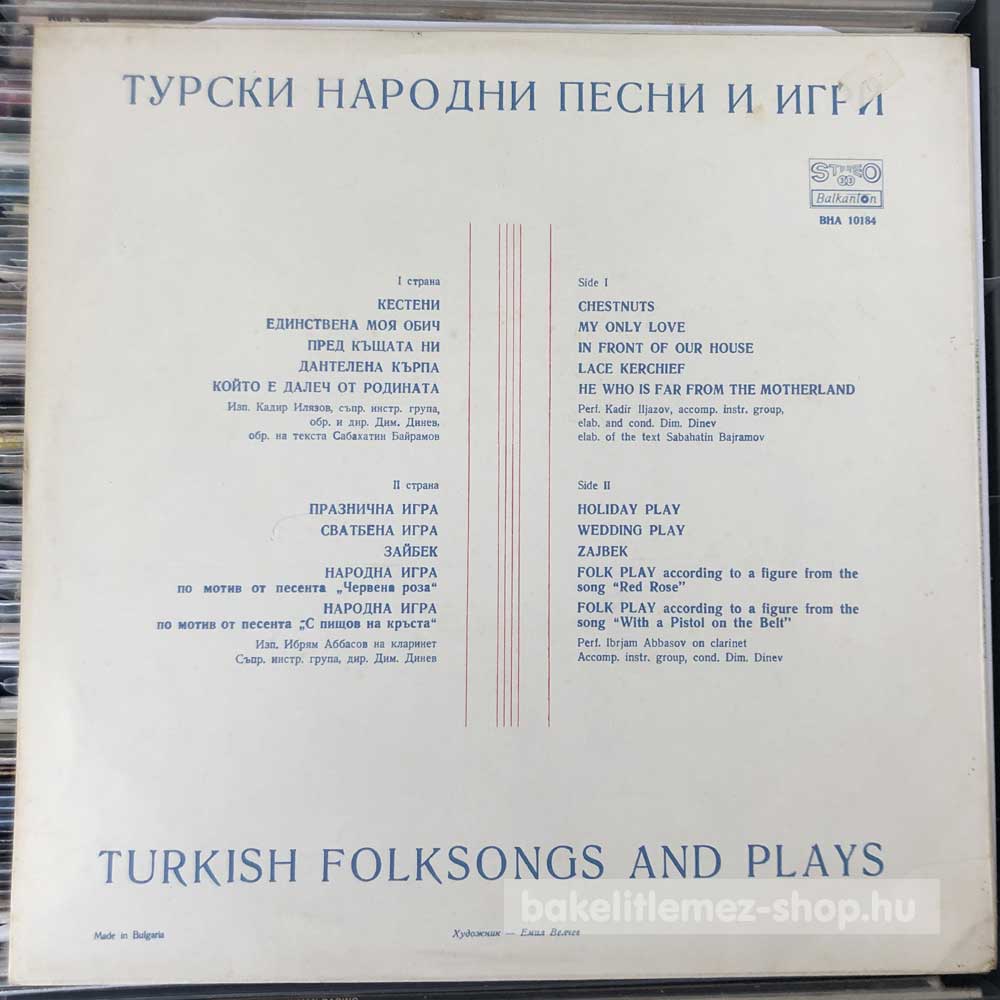 ТУРСКИ НАРОДНИ ПЕСНИ И ИГРИ
STEREO
33
Balkanton
ВНА 10184
I страна
КЕСТЕНИ
ЕДИНСТВЕНА МОЯ ОБИЧ
ПРЕД КЪЩАТА НИ
ДАНТЕЛЕНА КЪРПА
КОЙТО Е ДАЛЕЧ ОТ РОДИНАТА
Изп. Кадир Илязов, съпр. инстр. група,
обр. и дир. Дим. Динев,
обр. на текста Сабахатин Байрамов
Side I
CHESTNUTS
MY ONLY LOVE
IN FRONT OF OUR HOUSE
LACE KERCHIEF
HE WHO IS FAR FROM THE MOTHERLAND
Perf. Kadir Iljazov, accomp. instr. group,
elab. and cond. Dim. Dinev
elab. of the text Sabahatin Bajramov
II страна
ПРАЗНИЧНА ИГРА
СВАТБЕНА ИГРА
ЗАЙБЕК
НАРОДНА ИГРА
по мотив от песента „Червена роза“
НАРОДНА ИГРА
по мотив от песента „С пищов на кръста“
Изп. Ибрям Аббасов на кларинет
Съпр. инстр. група, дир. Дим. Динев
Side II
HOLIDAY PLAY
WEDDING PLAY
ZAJBEK
FOLK PLAY according to a figure from the
song “Red Rose”
FOLK PLAY according to a figure from the
song “With a Pistol on the Belt”
Perf. Ibrjam Abbasov on clarinet
Accomp. instr. group, cond. Dim. Dinev
TURKISH FOLKSONGS AND PLAYS
bakelitlemez-shop.hu
Made in Bulgaria
Художник — Емил Велчев